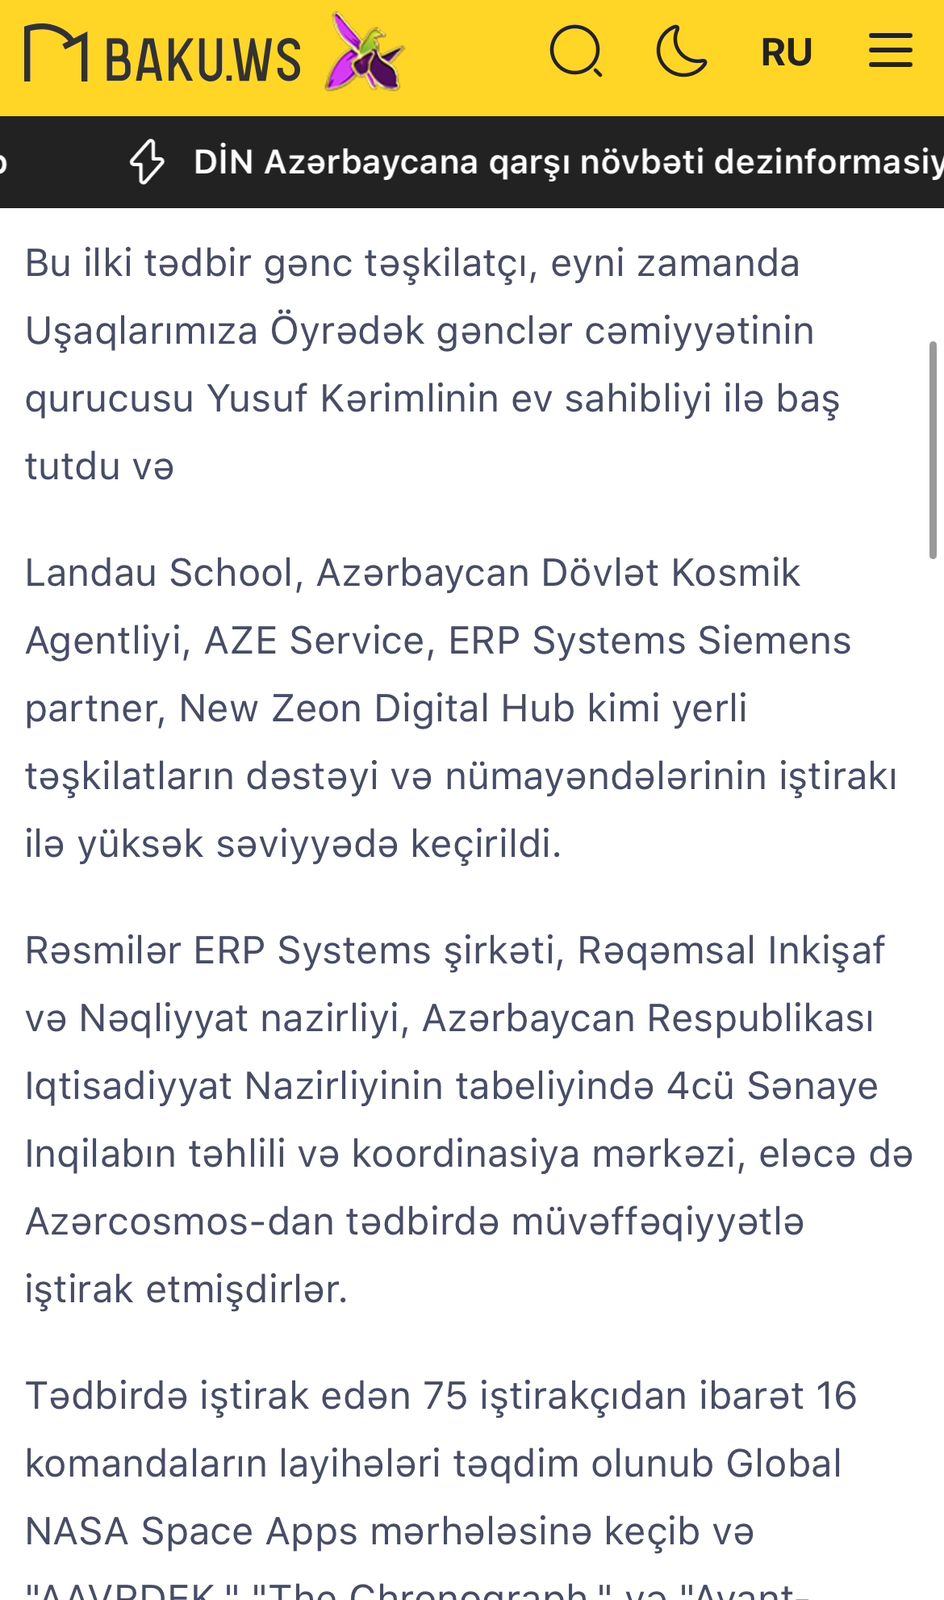 BAKU.WS
RU
DİN Azərbaycana qarşı növbəti
Bu ilki tədbir gənc təşkilatçı, eyni zamanda
Uşaqlarımıza Öyrədək gənclər cəmiyyətinin
qurucusu Yusuf Kərimlinin ev sahibliyi ilə baş
tutdu və
Landau School, Azərbaycan Dövlət Kosmik
Agentliyi, AZE Service, ERP Systems Siemens
partner, New Zeon Digital Hub kimi yerli
təşkilatların dəstəyi və nümayəndələrinin iştirakı
ilə yüksək səviyyədə keçirildi.
Rəsmilər ERP Systems şirkəti, Rəqəmsal Inkişaf
və Nəqliyyat nazirliyi, Azərbaycan Respublikası
Iqtisadiyyat Nazirliyinin tabeliyində 4cü Sənaye
Inqilabın təhlili və koordinasiya mərkəzi, eləcə də
Azərcosmos-dan tədbirdə müvəffəqiyyətlə
iştirak etmişdirlər.
Tədbirdə iştirak edən 75 iştirakçıdan ibarət 16
komandaların layihələri təqdim olunub Global
NASA Space Apps mərhələsinə keçib və
"The Chronograph," və "Avant-